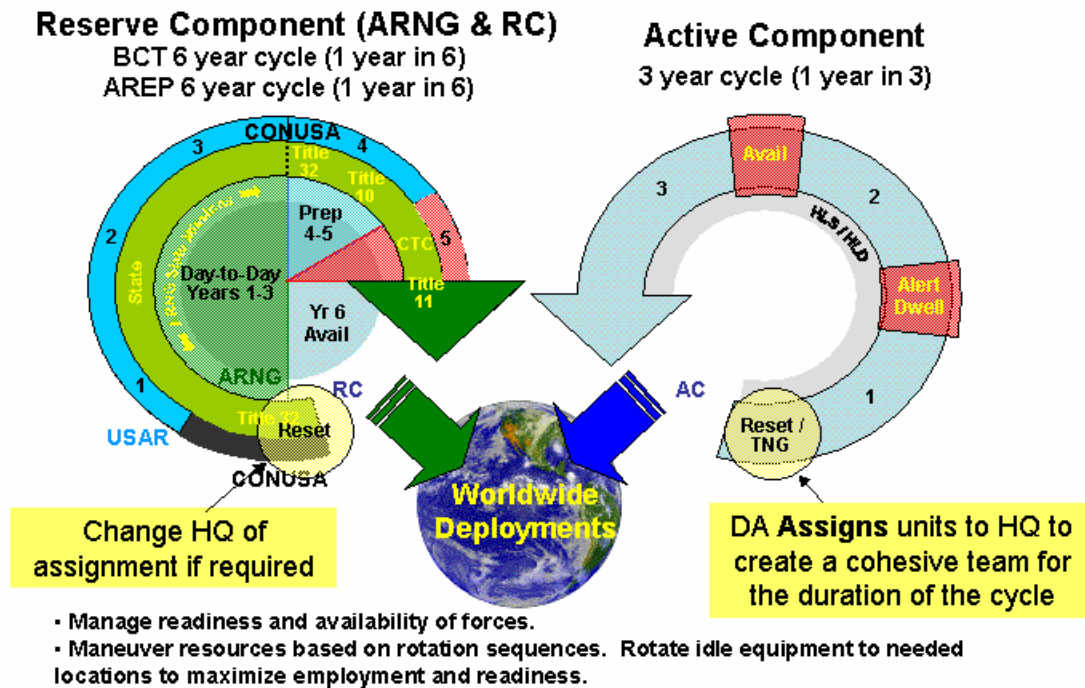 Reserve Component (ARNG & RC)
BCT 6 year cycle (1 year in 6)
AREP 6 year cycle (1 year in 6)
Active Component
3 year cycle (1 year in 3)
CONUSA
3
4
Title
32
Title
10
2
State
Prep
4-5
CTC
5
Day-to-Day
Years 1-3
Title
11
Yr 6
Avail
1
ARNG
RC
Title 32
Reset
USAR
CONUSA
Avail
3
2
HLS / HLD
Alert
Dwell
1
AC
Reset /
TNG
Worldwide
Deployments
Change HQ of
assignment if required
DA Assigns units to HQ to
create a cohesive team for
the duration of the cycle
- Manage readiness and availability of forces.
- Maneuver resources based on rotation sequences. Rotate idle equipment to needed
locations to maximize employment and readiness.